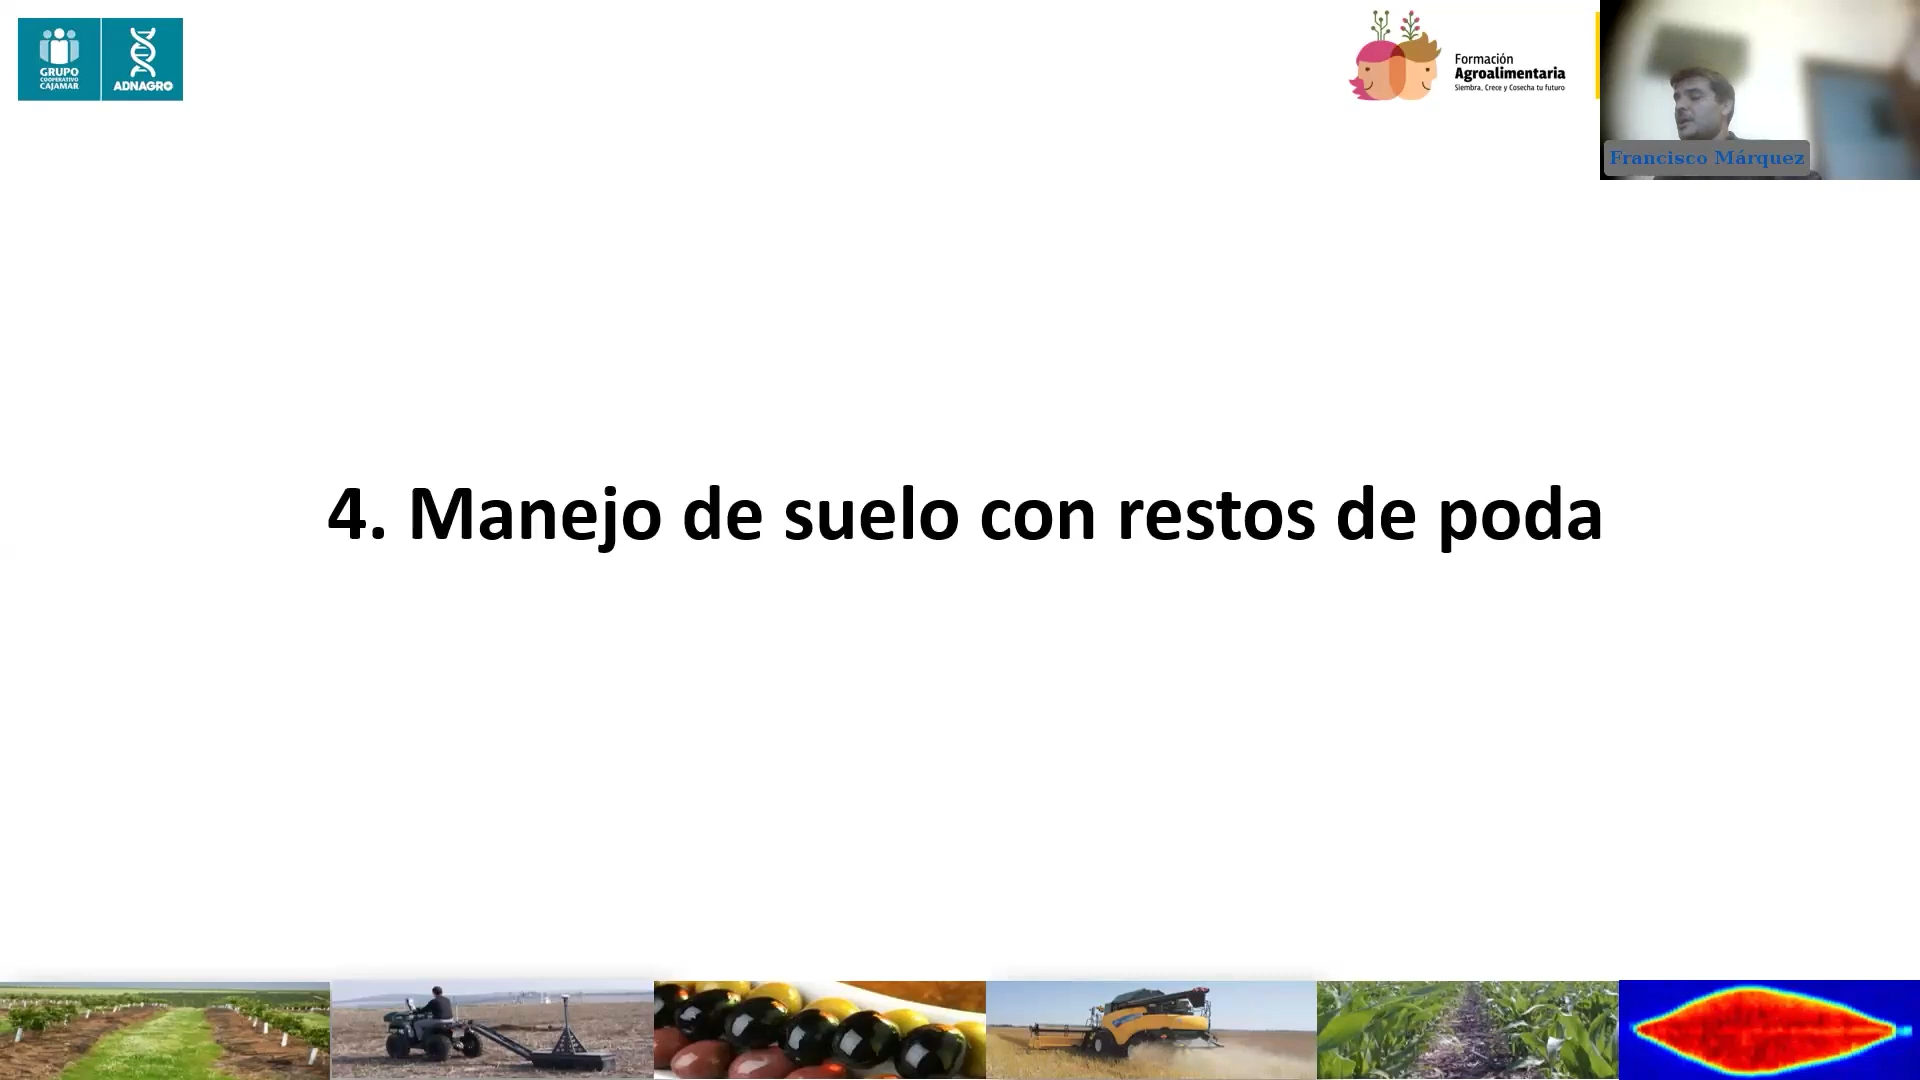 GRUPO
COOPERATIVO
CAJAMAR
ADNAGRO
Formación
Agroalimentaria
Siembra, Crece y Cosecha tu futuro
Francisco Márquez
4. Manejo de suelo con restos de poda